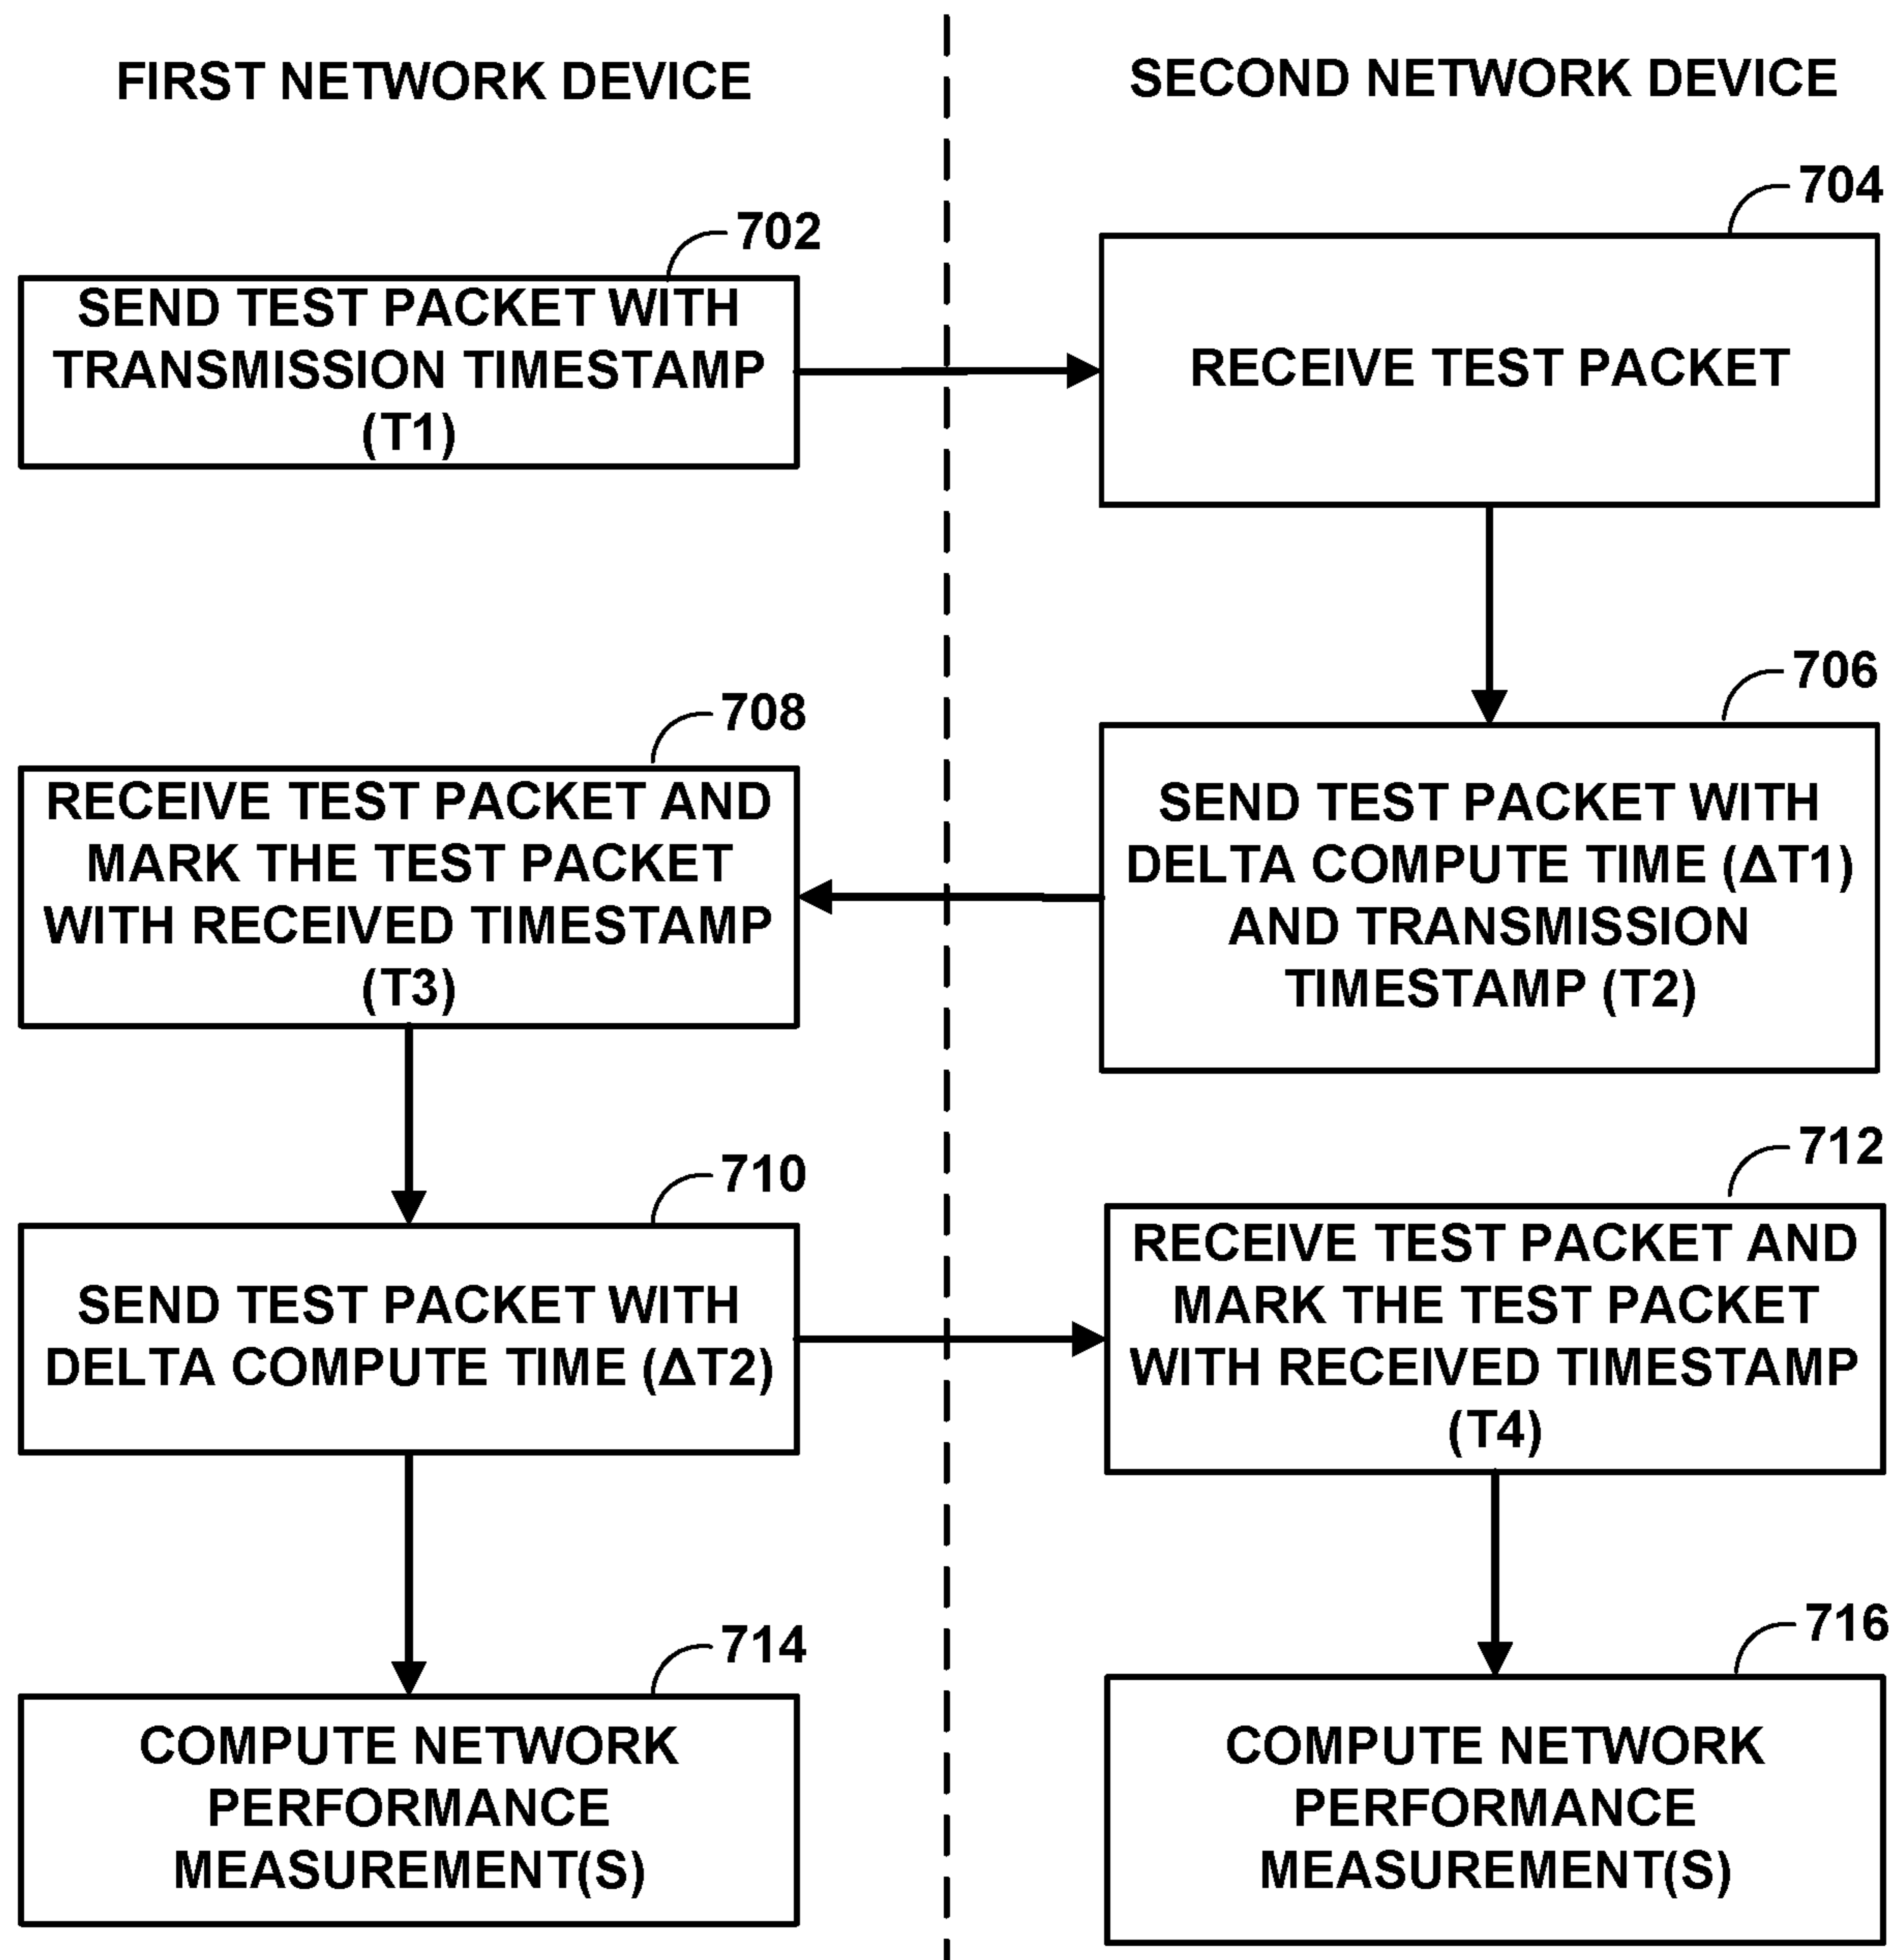 FIRST NETWORK DEVICE
SECOND NETWORK DEVICE
702
SEND TEST PACKET WITH
TRANSMISSION TIMESTAMP
(T1)
704
RECEIVE TEST PACKET
706
SEND TEST PACKET WITH
DELTA COMPUTE TIME (ΔT1)
AND TRANSMISSION
TIMESTAMP (T2)
708
RECEIVE TEST PACKET AND
MARK THE TEST PACKET
WITH RECEIVED TIMESTAMP
(T3)
710
SEND TEST PACKET WITH
DELTA COMPUTE TIME (ΔT2)
712
RECEIVE TEST PACKET AND
MARK THE TEST PACKET
WITH RECEIVED TIMESTAMP
(T4)
714
COMPUTE NETWORK
PERFORMANCE
MEASUREMENT(S)
716
COMPUTE NETWORK
PERFORMANCE
MEASUREMENT(S)